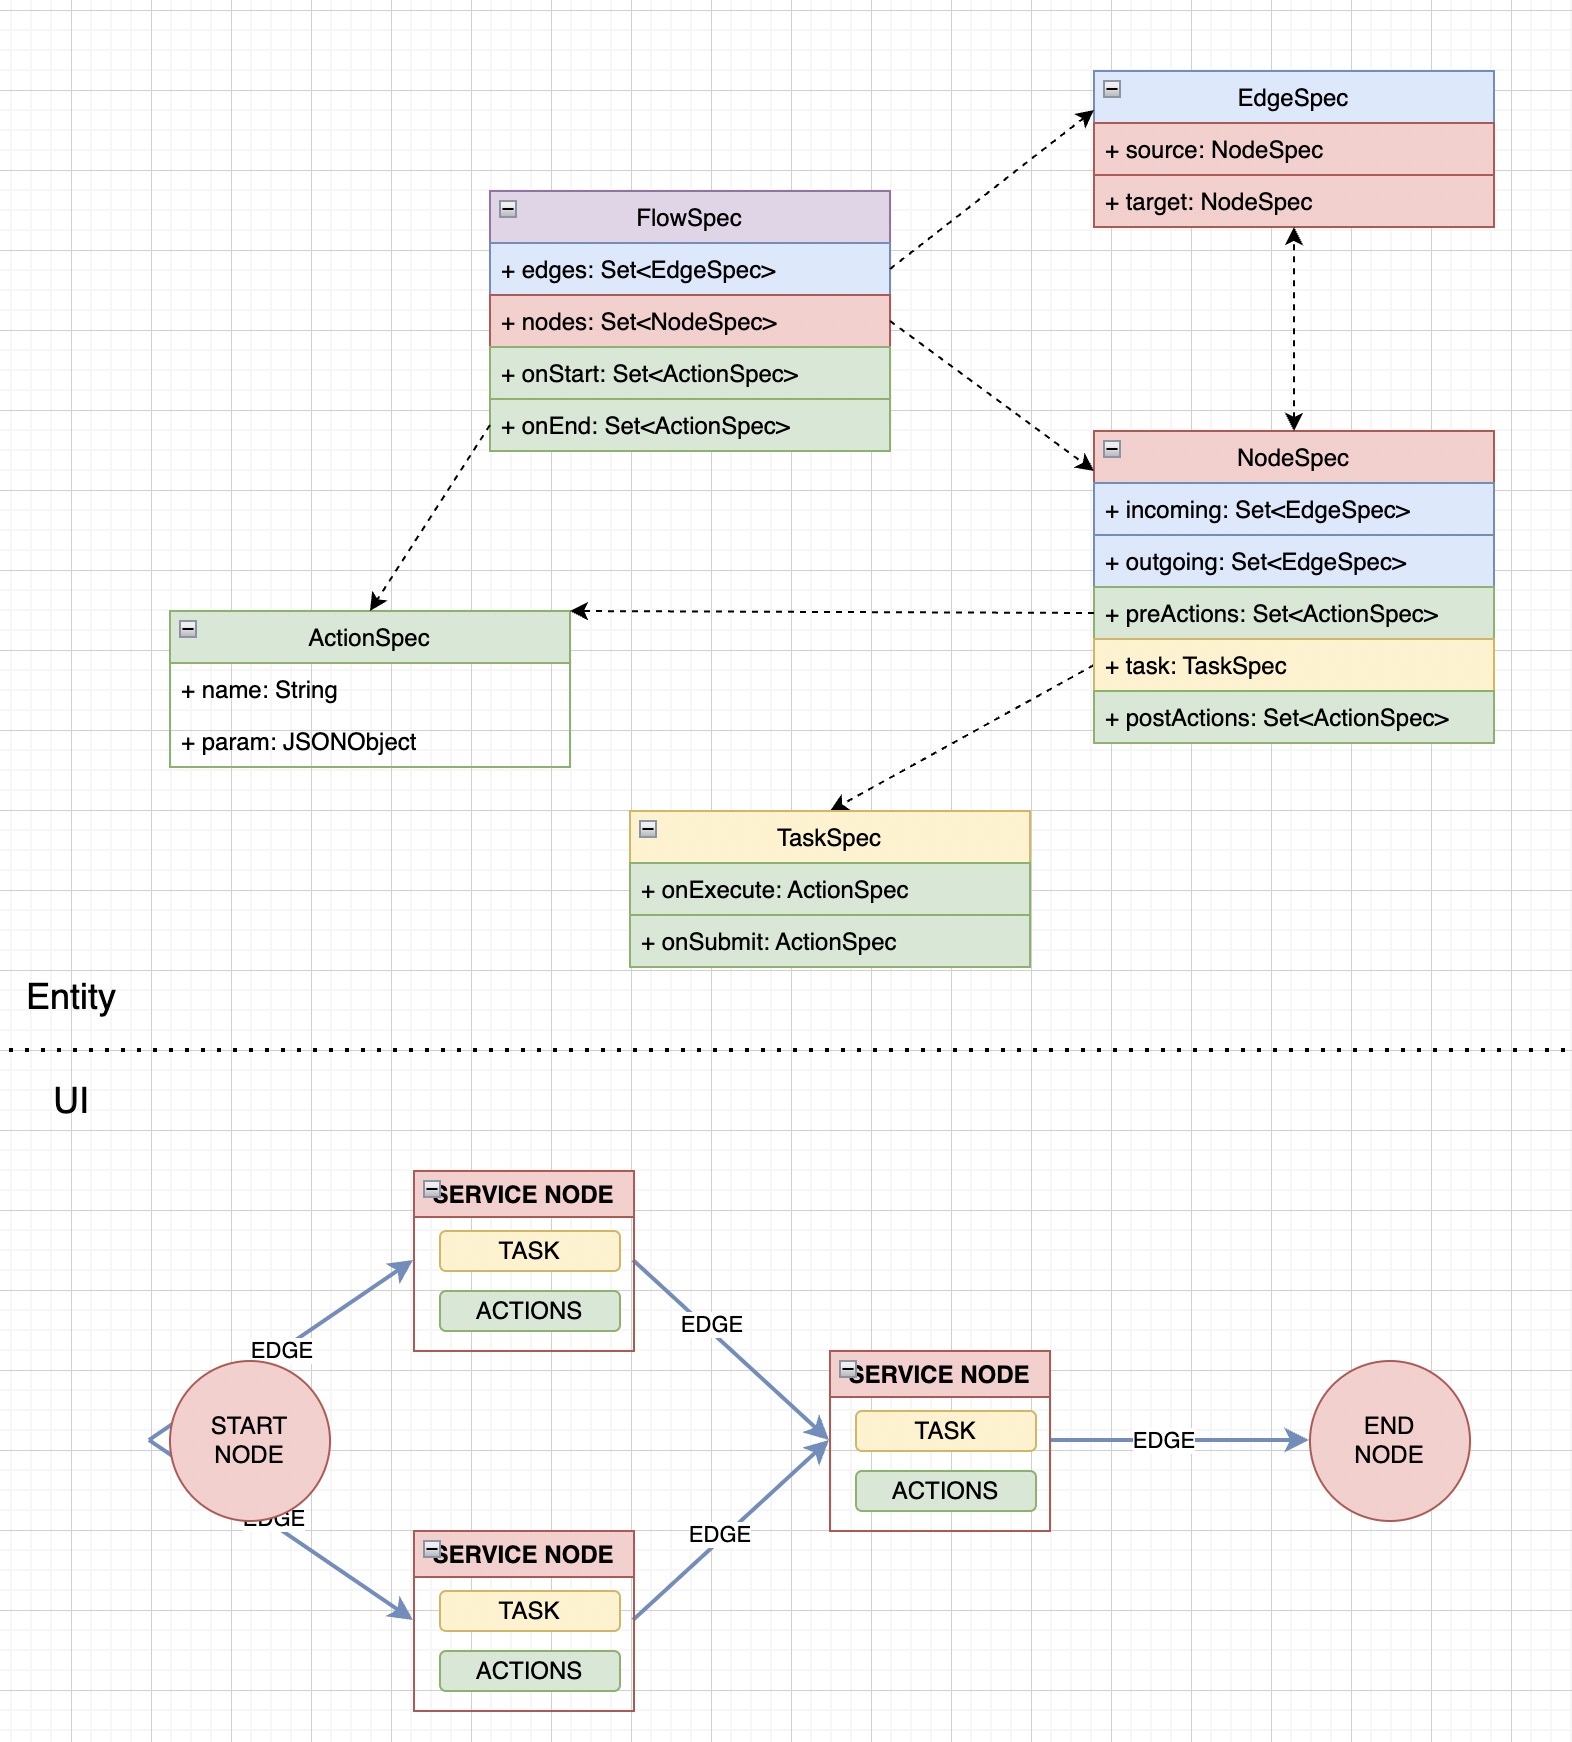 EdgeSpec
+ source: NodeSpec
+ target: NodeSpec
FlowSpec
+ edges: Set<EdgeSpec>
+ nodes: Set<NodeSpec>
+ onStart: Set<ActionSpec>
+ onEnd: Set<ActionSpec>
NodeSpec
+ incoming: Set<EdgeSpec>
+ outgoing: Set<EdgeSpec>
+ preActions: Set<ActionSpec>
+ task: TaskSpec
+ postActions: Set<ActionSpec>
ActionSpec
+ name: String
+ param: JSONObject
TaskSpec
+ onExecute: ActionSpec
+ onSubmit: ActionSpec
Entity
UI
SERVICE NODE
TASK
ACTIONS
EDGE
EDGE
START
NODE
EDGE
SERVICE NODE
TASK
ACTIONS
EDGE
SERVICE NODE
TASK
ACTIONS
EDGE
END
NODE